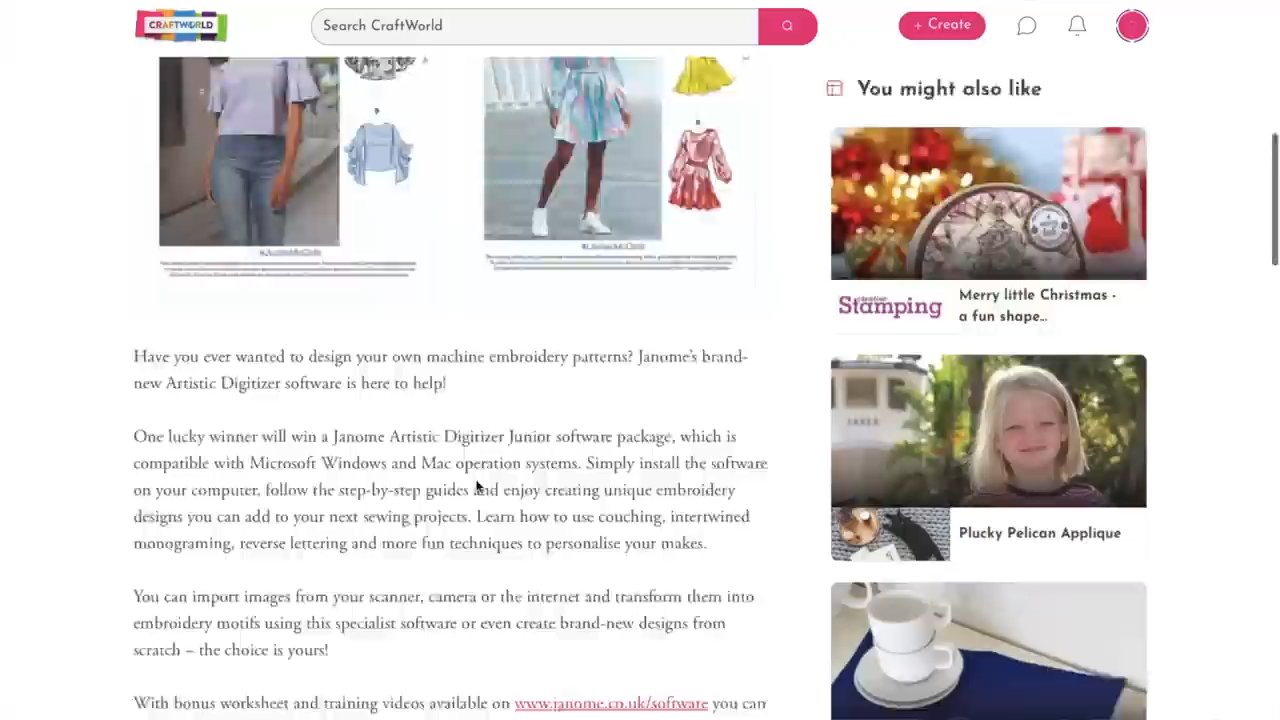 CRAFTWORLD
Search CraftWorld
+ Create
You might also like
Stamping
Merry little Christmas -
a fun shape...
Have you ever wanted to design your own machine embroidery patterns? Janome's brand-
new Artistic Digitizer software is here to help!
One lucky winner will win a Janome Artistic Digitizer Junior software package, which is
compatible with Microsoft Windows and Mac operation systems. Simply install the software
on your computer, follow the step-by-step guides and enjoy creating unique embroidery
designs you can add to your next sewing projects. Learn how to use couching, intertwined
monograming, reverse lettering and more fun techniques to personalise your makes.
Plucky Pelican Applique
You can import images from your scanner, camera or the internet and transform them into
embroidery motifs using this specialist software or even create brand-new designs from
scratch – the choice is yours!
With bonus worksheet and training videos available on www.janome.co.uk/software you can